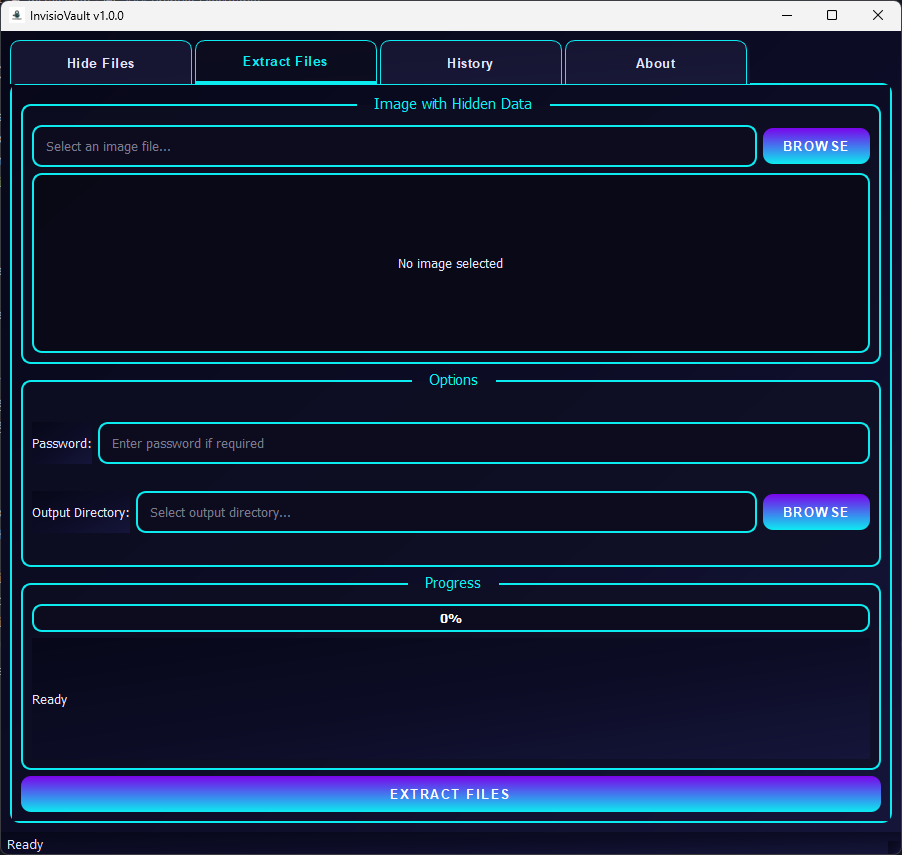 InvisioVault v1.0.0
Hide Files
Extract Files
History
About
Image with Hidden Data
Select an image file...
BROWSE
No image selected
Options
Password:
Enter password if required
Output Directory:
Select output directory...
BROWSE
Progress
0%
Ready
EXTRACT FILES
Ready